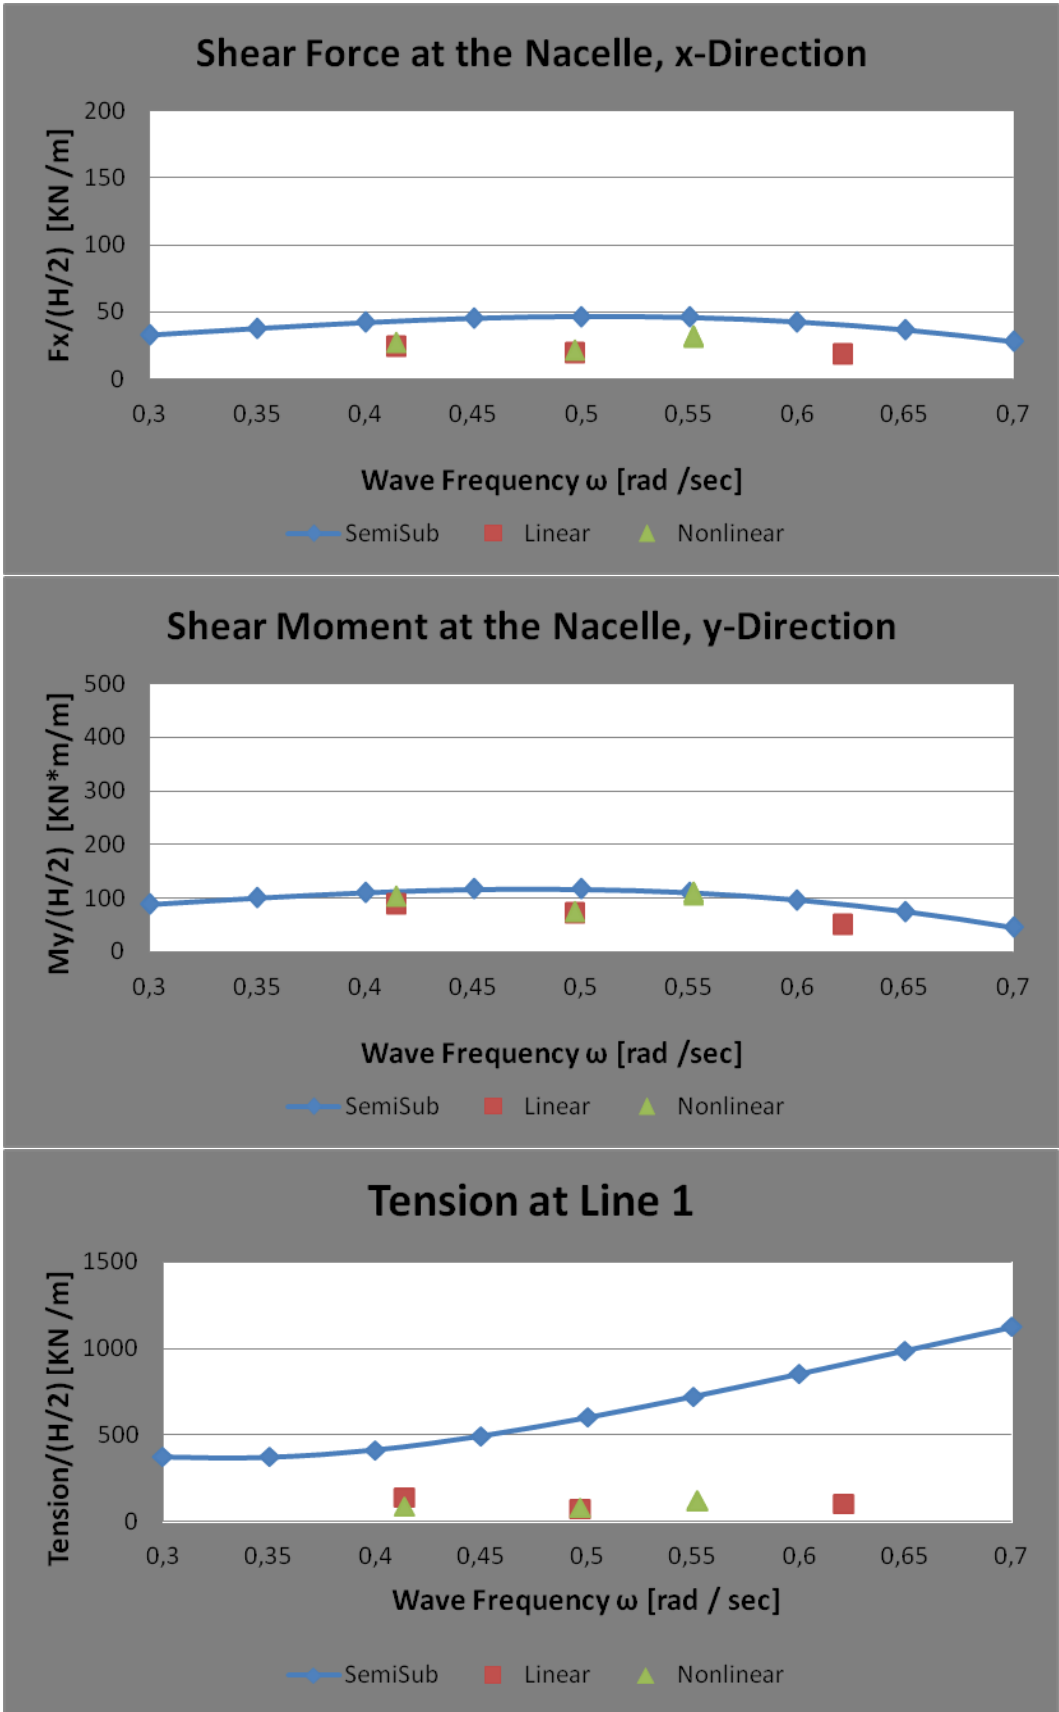 Shear Force at the Nacelle, x-Direction
Fx/(H/2) [KN /m]
200
150
100
50
0
0,3 0,35 0,4 0,45 0,5 0,55 0,6 0,65 0,7
Wave Frequency ω [rad /sec]
SemiSub Linear Nonlinear
Shear Moment at the Nacelle, y-Direction
My/(H/2) [KN*m/m]
500
400
300
200
100
0
0,3 0,35 0,4 0,45 0,5 0,55 0,6 0,65 0,7
Wave Frequency ω [rad /sec]
SemiSub Linear Nonlinear
Tension at Line 1
Tension/(H/2) [KN /m]
1500
1000
500
0
0,3 0,35 0,4 0,45 0,5 0,55 0,6 0,65 0,7
Wave Frequency ω [rad / sec]
SemiSub Linear Nonlinear